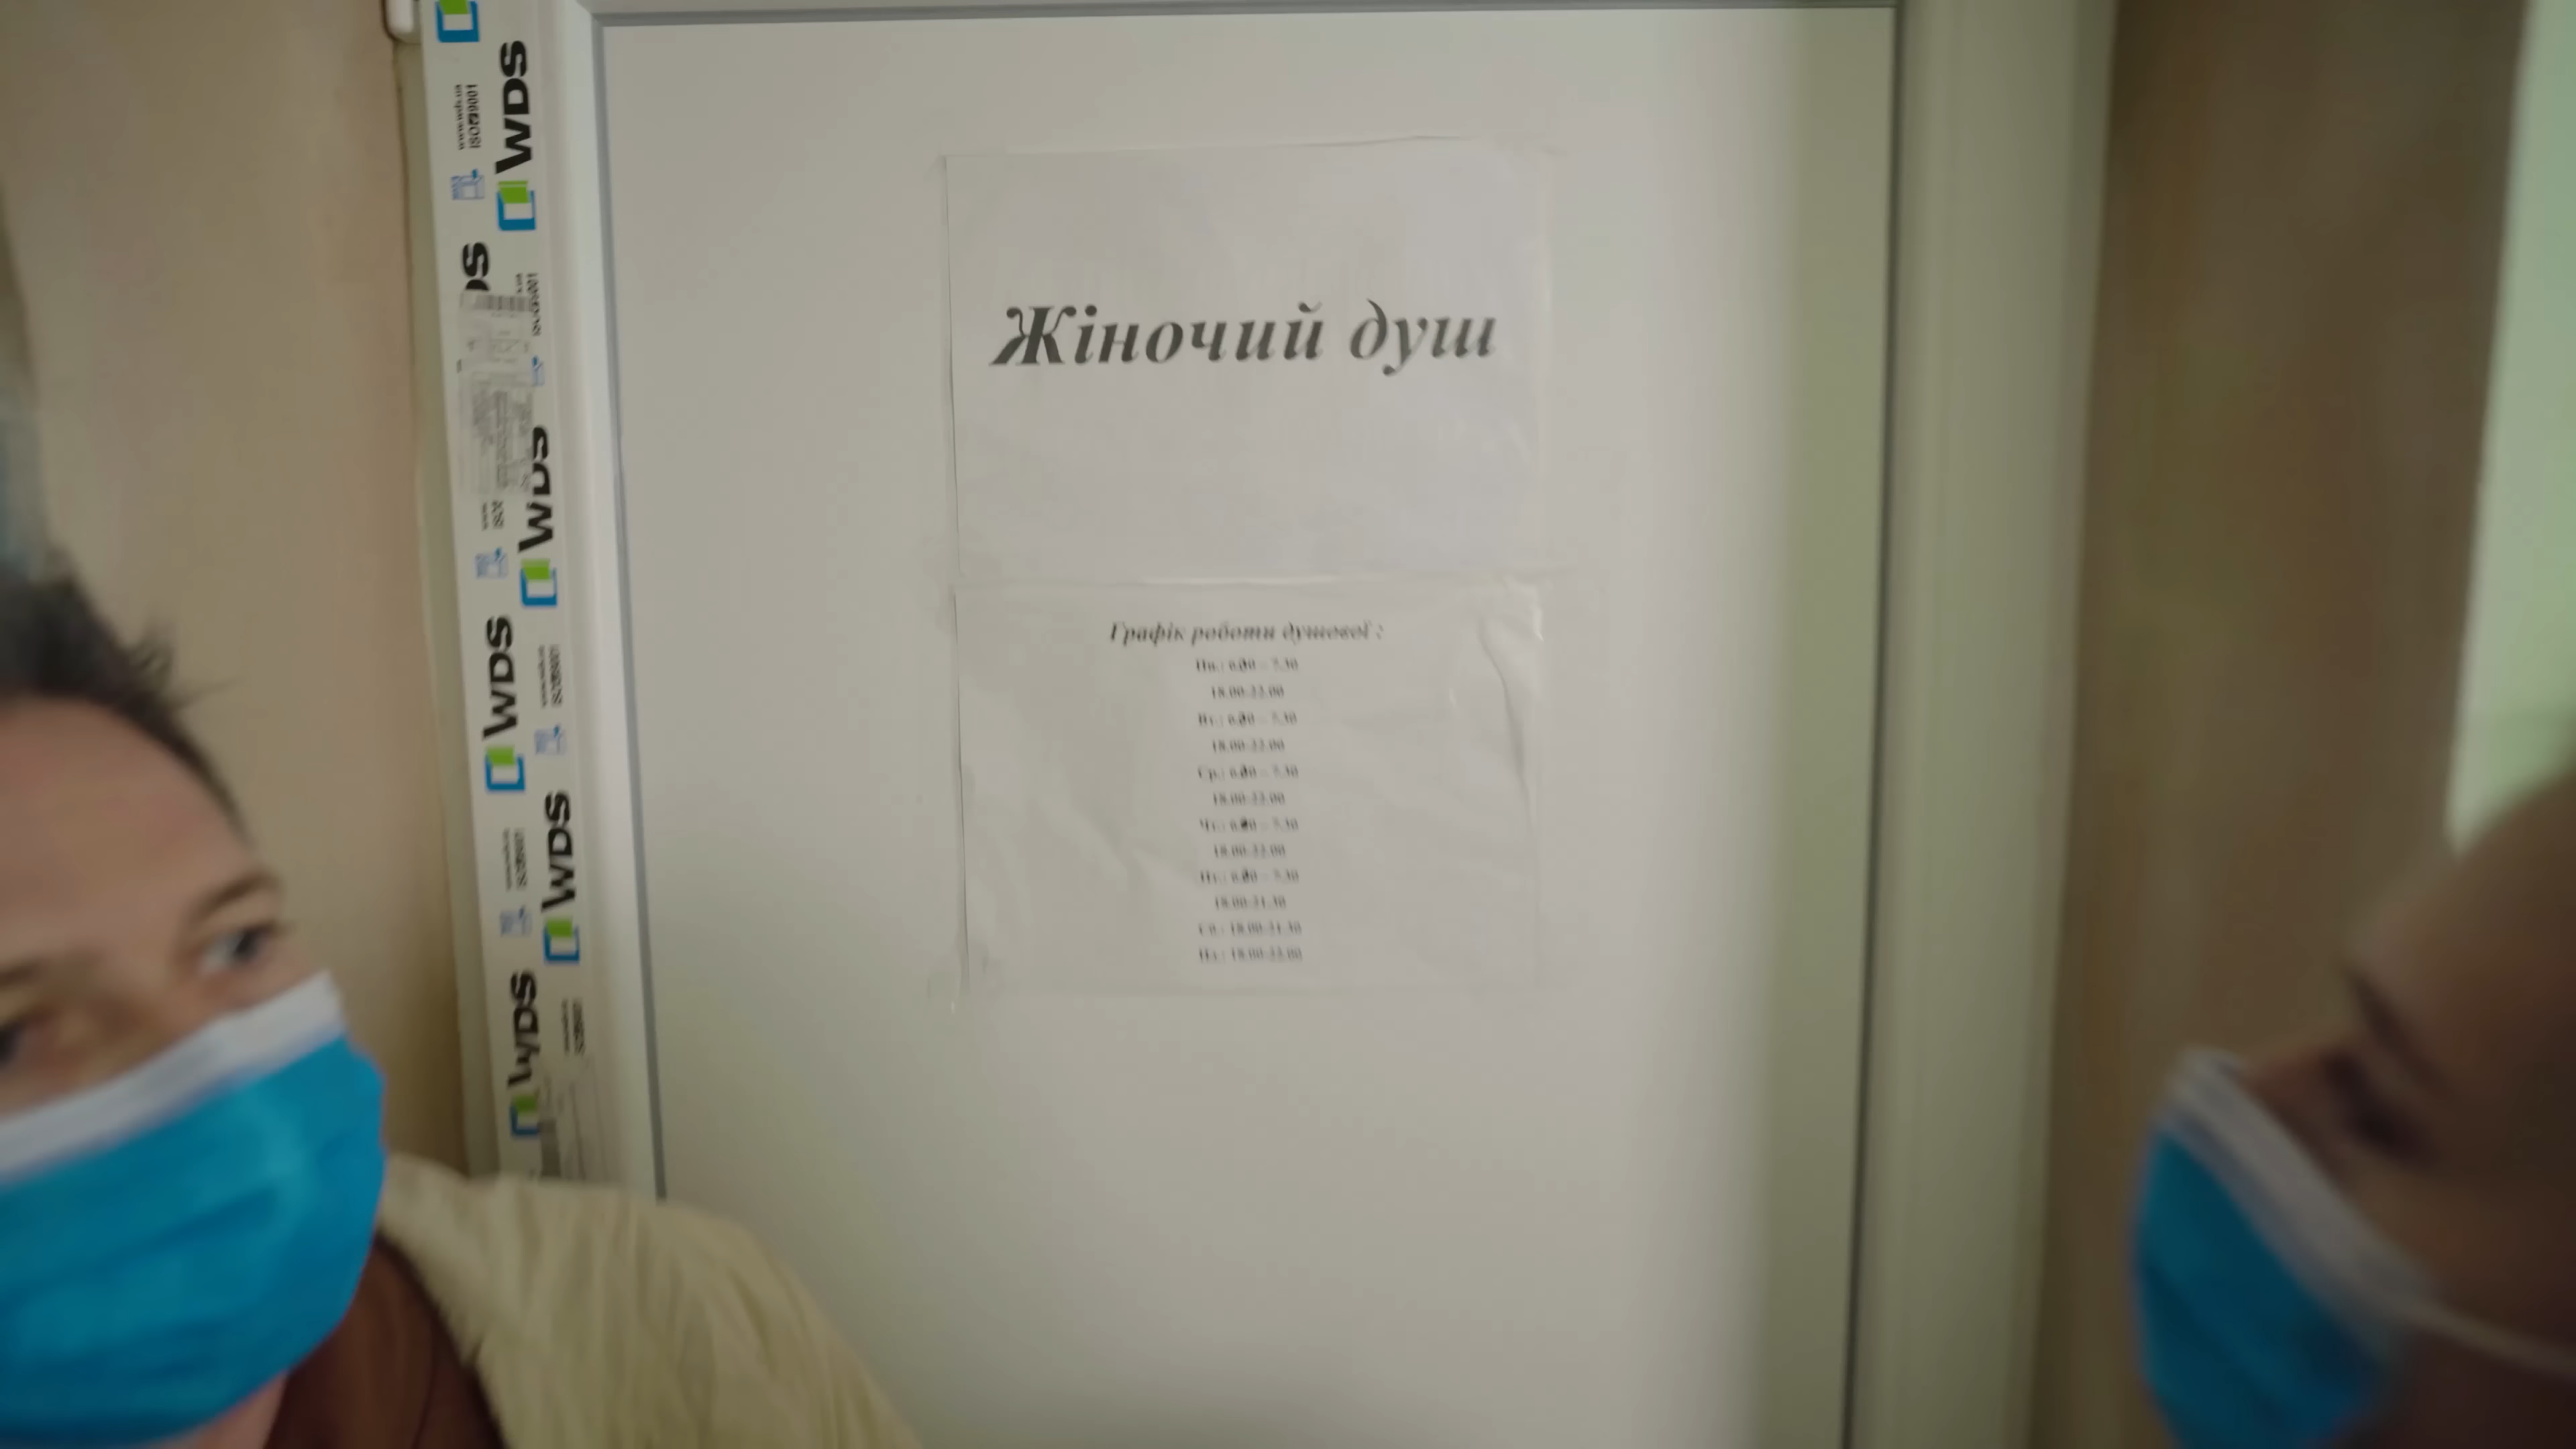 Жіночий душ
Графік роботи душової :
Пн.: 6.00 – 7.30
18.00-22.00
Вт.: 6.00 – 7.30
18.00-22.00
Ср.: 6.00 – 7.30
18.00-22.00
Чт.: 6.00 – 7.30
18.00-22.00
Пт.: 6.00 – 7.30
18.00-21.30
Сб.: 18.00-21.30
Нд.: 18.00-22.00
WDS
WDS
WDS
WDS
WDS